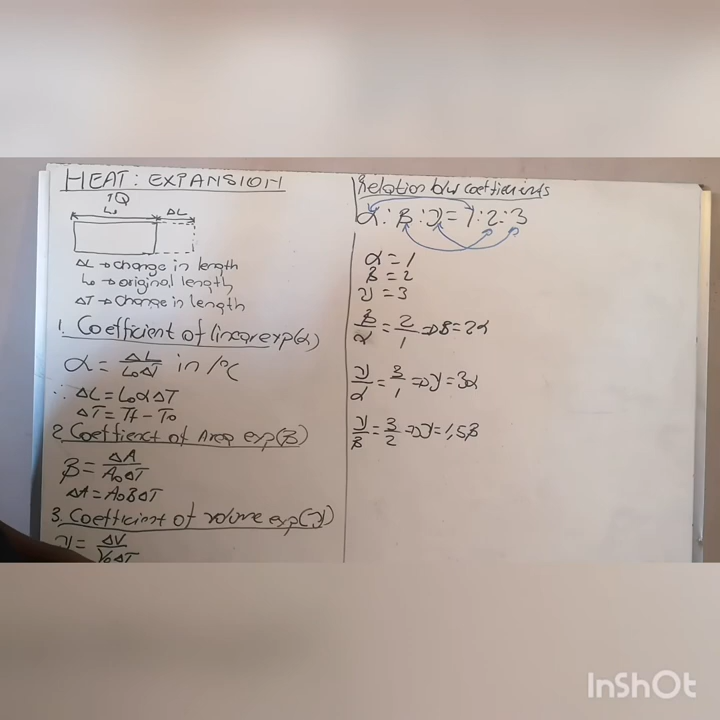 HEAT: EXPANSION
1Q
L₀ ΔL
ΔL → change in length
L₀ → original length
ΔT → change in length
1. Coefficient of linear exp(α)
α = ΔL / L₀ΔT in /°C
∴ ΔL = L₀αΔT
ΔT = Tf - T₀
2. Coeffienct of Area exp(β)
β = ΔA / A₀ΔT
ΔA = A₀βΔT
3. Coefficient of volume exp(γ)
γ = ΔV / V₀ΔT
Relation btw coefficients
α : β : γ = 1 : 2 : 3
α = 1
β = 2
γ = 3
β/α = 2/1 ⇒ β = 2α
γ/α = 3/1 ⇒ γ = 3α
γ/β = 3/2 ⇒ γ = 1,5β
InShOt